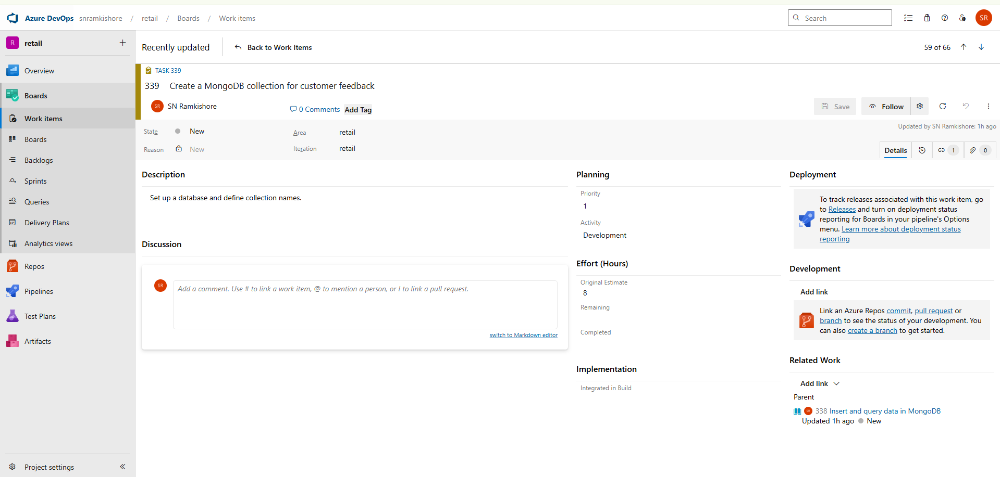 Azure DevOps snramkishore / retail / Boards / Work items
Search
SR
R retail
Overview
Boards
Work items
Boards
Backlogs
Sprints
Queries
Delivery Plans
Analytics views
Repos
Pipelines
Test Plans
Artifacts
Project settings
Recently updated
Back to Work Items
59 of 66
TASK 339
339 Create a MongoDB collection for customer feedback
SR SN Ramkishore
0 Comments
Add Tag
Save
Follow
State New
Area retail
Updated by SN Ramkishore: 1h ago
Reason New
Iteration retail
Details
1
0
Description
Set up a database and define collection names.
Discussion
SR
Add a comment. Use # to link a work item, @ to mention a person, or ! to link a pull request.
switch to Markdown editor
Planning
Priority
1
Activity
Development
Effort (Hours)
Original Estimate
8
Remaining
Completed
Implementation
Integrated in Build
Deployment
To track releases associated with this work item, go
to Releases and turn on deployment status
reporting for Boards in your pipeline's Options
menu. Learn more about deployment status
reporting
Development
Add link
Link an Azure Repos commit, pull request or
branch to see the status of your development. You
can also create a branch to get started.
Related Work
Add link
Parent
SR 338 Insert and query data in MongoDB
Updated 1h ago New